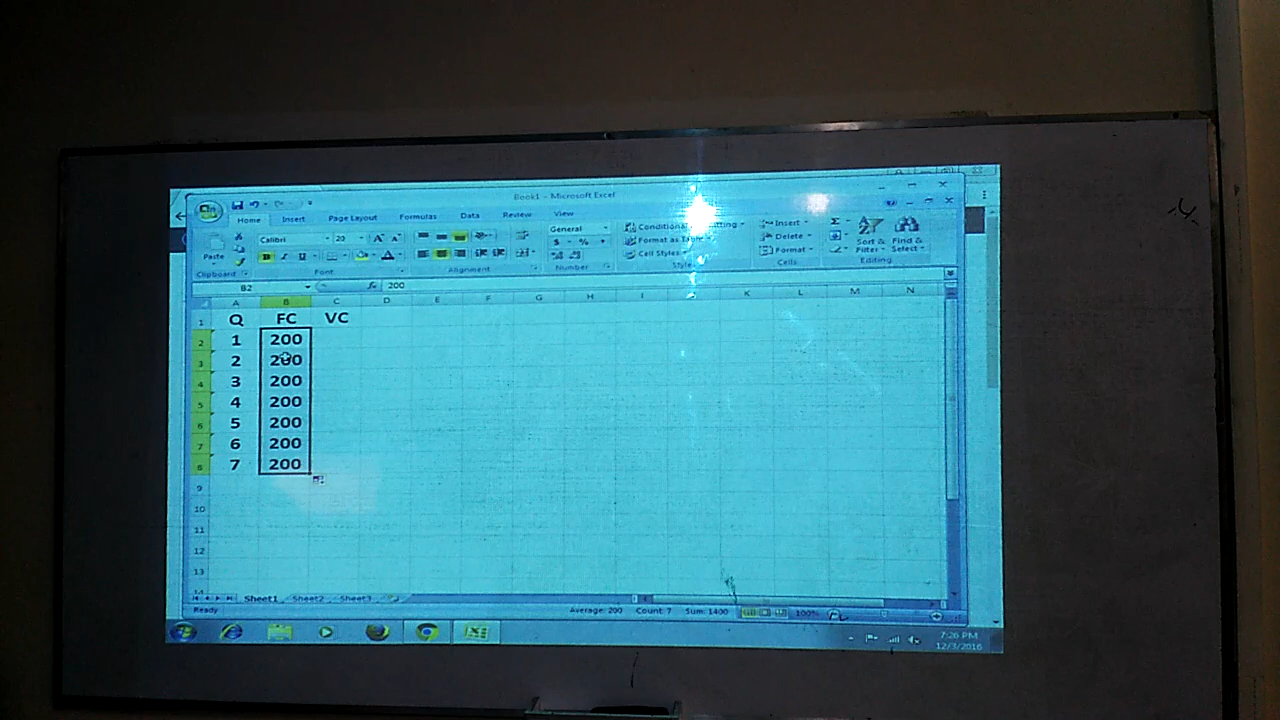 Book1 - Microsoft Excel
Home Insert Page Layout Formulas Data Review View
Paste
Calibri 20
General
$ %
Conditional
Format as Table
Cell Styles
Insert
Delete
Format
Sort & Filter
Find & Select
Clipboard Font Alignment Number Cells Editing
B2 fx 200
A B C D E F G H I K L M N
1 Q FC VC
2 1 200
3 2 200
4 3 200
5 4 200
6 5 200
7 6 200
8 7 200
9
10
11
12
13
14
Sheet1 Sheet2 Sheet3
Ready Average: 200 Count: 7 Sum: 1400 100%
7:26 PM
12/3/2016